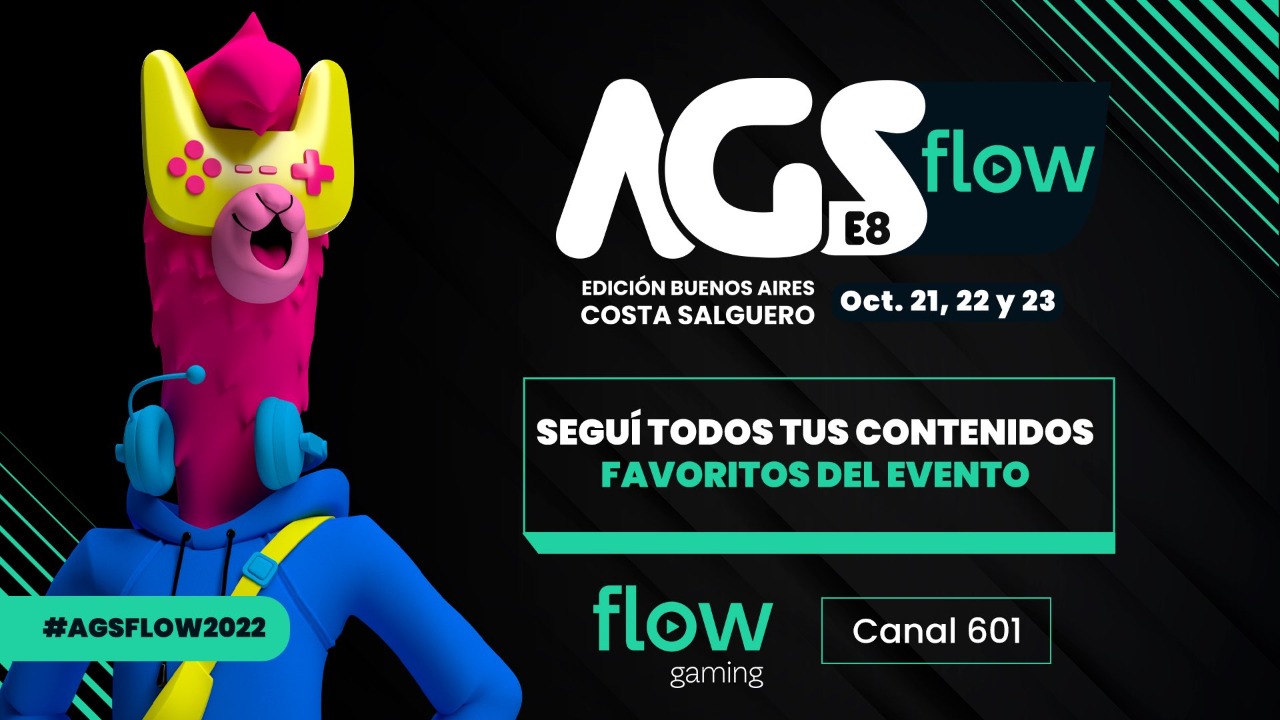 AGS
flow
E8
EDICIÓN BUENOS AIRES
COSTA SALGUERO
Oct. 21, 22 y 23
SEGUÍ TODOS TUS CONTENIDOS
FAVORITOS DEL EVENTO
#AGSFLOW2022
flow
gaming
Canal 601